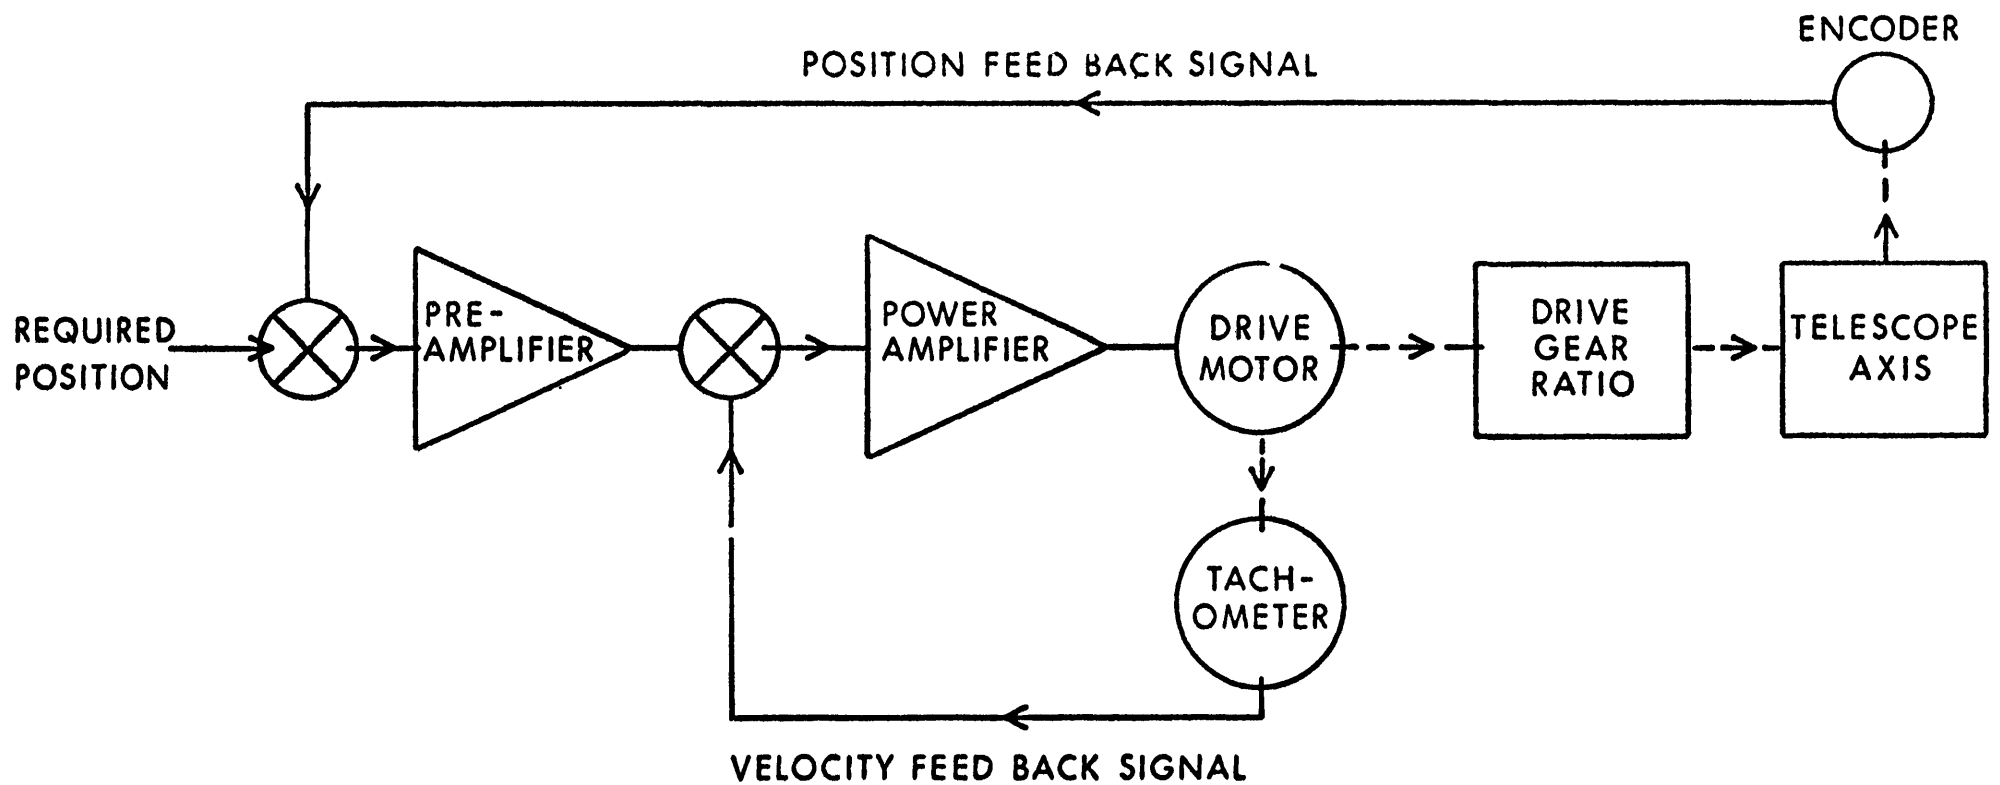 ENCODER
POSITION FEED BACK SIGNAL
REQUIRED
POSITION
PRE-
AMPLIFIER
POWER
AMPLIFIER
DRIVE
MOTOR
DRIVE
GEAR
RATIO
TELESCOPE
AXIS
TACH-
OMETER
VELOCITY FEED BACK SIGNAL